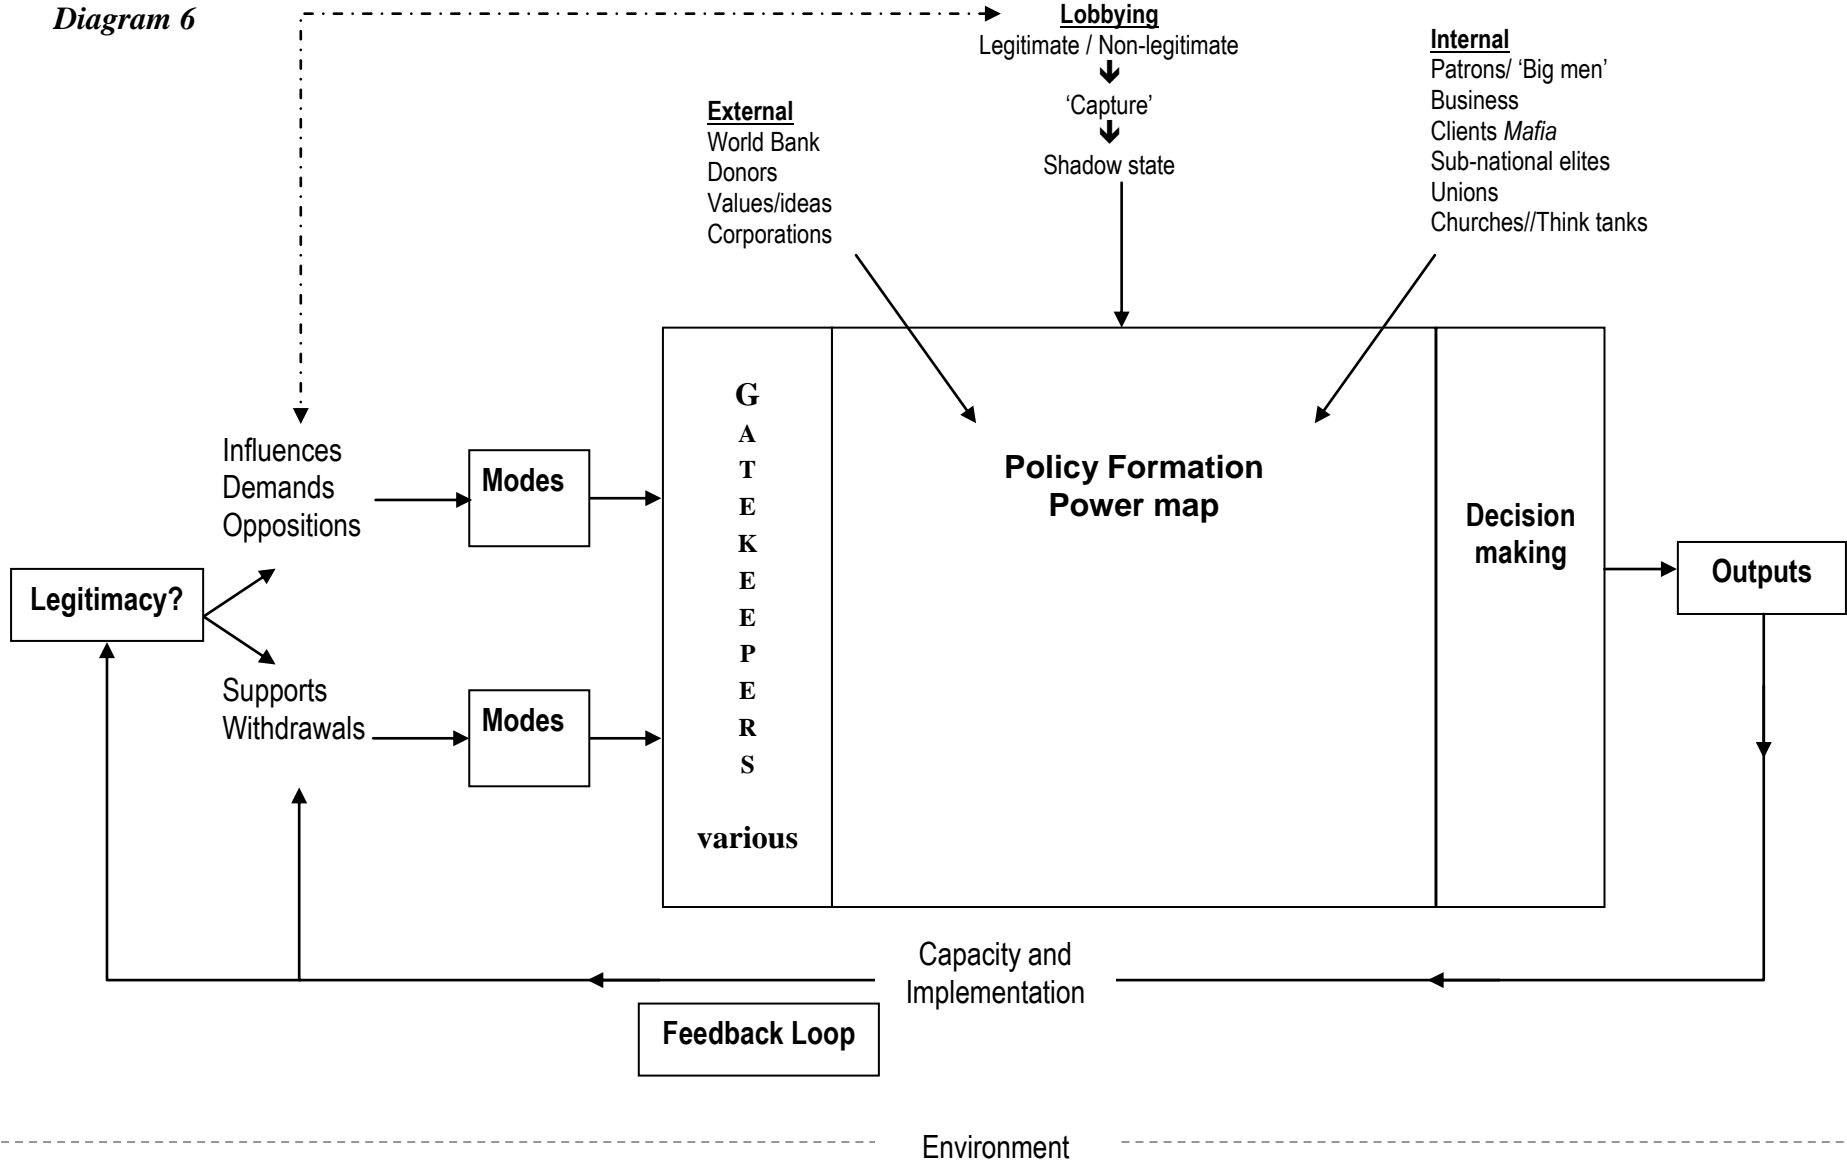 Diagram 6
Lobbying
Legitimate / Non-legitimate
‘Capture’
Shadow state
External
World Bank
Donors
Values/ideas
Corporations
Internal
Patrons/ ‘Big men’
Business
Clients Mafia
Sub-national elites
Unions
Churches//Think tanks
Influences
Demands
Oppositions
Modes
Legitimacy?
Supports
Withdrawals
Modes
G
A
T
E
K
E
E
P
E
R
S
various
Policy Formation
Power map
Decision
making
Outputs
Capacity and
Implementation
Feedback Loop
Environment